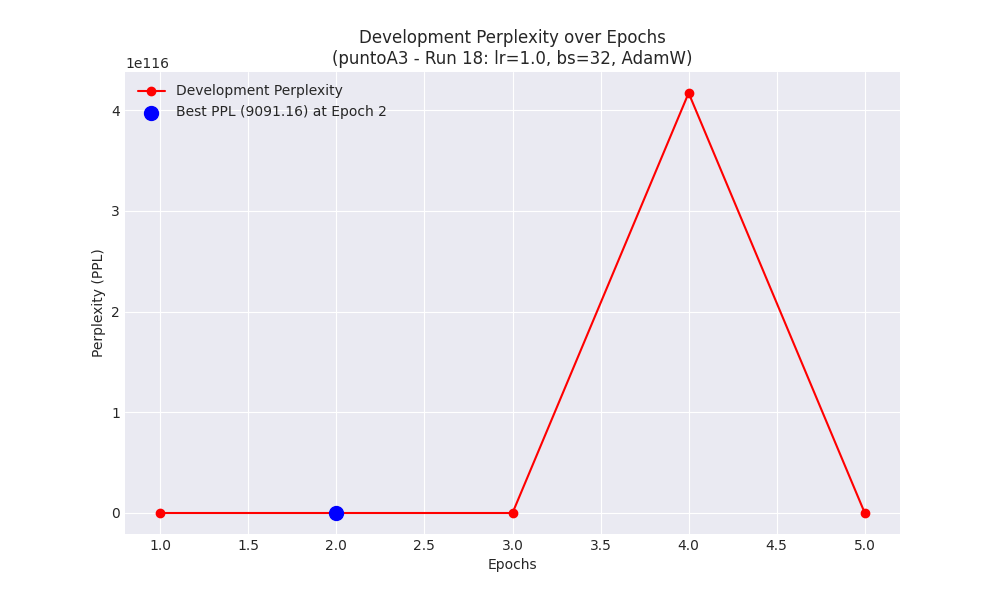 Development Perplexity over Epochs
(puntoA3 - Run 18: lr=1.0, bs=32, AdamW)
1e116
Development Perplexity
Best PPL (9091.16) at Epoch 2
4
3
2
1
0
Perplexity (PPL)
1.0 1.5 2.0 2.5 3.0 3.5 4.0 4.5 5.0
Epochs